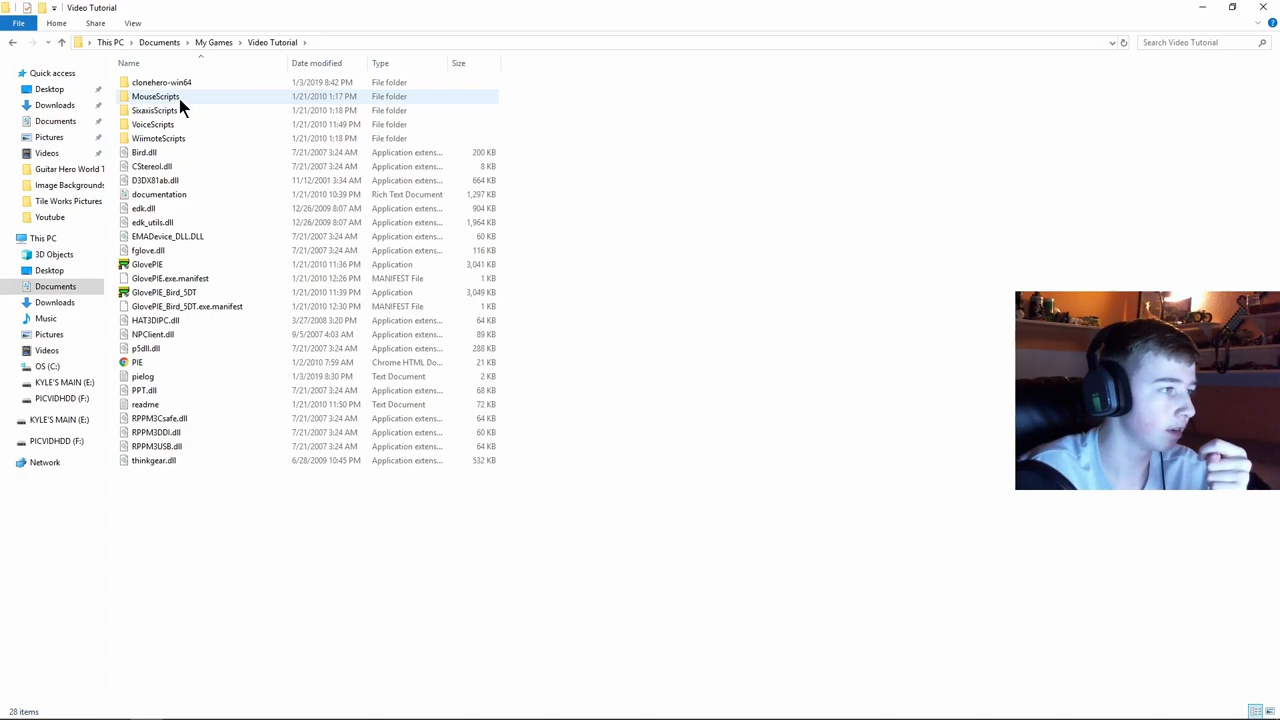 Video Tutorial
File Home Share View
This PC Documents My Games Video Tutorial Search Video Tutorial
Name Date modified Type Size
Quick access
Desktop
Downloads
Documents
Pictures
Videos
Guitar Hero World T
Image Backgrounds
Tile Works Pictures
Youtube
This PC
3D Objects
Desktop
Documents
Downloads
Music
Pictures
Videos
OS (C:)
KYLE'S MAIN (E:)
PICVIDHDD (F:)
KYLE'S MAIN (E:)
PICVIDHDD (F:)
Network
clonehero-win64 1/3/2019 8:42 PM File folder
MouseScripts 1/21/2010 1:17 PM File folder
SixaxisScripts 1/21/2010 1:18 PM File folder
VoiceScripts 1/21/2010 11:49 PM File folder
WiimoteScripts 1/21/2010 1:18 PM File folder
Bird.dll 7/21/2007 3:24 AM Application extens... 200 KB
CStereol.dll 7/21/2007 3:24 AM Application extens... 8 KB
D3DX81ab.dll 11/12/2001 3:34 AM Application extens... 664 KB
documentation 1/21/2010 10:39 PM Rich Text Document 1,297 KB
edk.dll 12/26/2009 8:07 AM Application extens... 904 KB
edk_utils.dll 12/26/2009 8:07 AM Application extens... 1,964 KB
EMADevice_DLL.DLL 7/21/2007 3:24 AM Application extens... 60 KB
fglove.dll 7/21/2007 3:24 AM Application extens... 116 KB
GlovePIE 1/21/2010 11:36 PM Application 3,041 KB
GlovePIE.exe.manifest 1/21/2010 12:26 PM MANIFEST File 1 KB
GlovePIE_Bird_5DT 1/21/2010 11:39 PM Application 3,049 KB
GlovePIE_Bird_5DT.exe.manifest 1/21/2010 12:30 PM MANIFEST File 1 KB
HAT3DIPC.dll 3/27/2008 3:20 PM Application extens... 64 KB
NPClient.dll 9/5/2007 4:03 AM Application extens... 89 KB
p5dll.dll 7/21/2007 3:24 AM Application extens... 288 KB
PIE 1/2/2010 7:59 AM Chrome HTML Do... 21 KB
pielog 1/3/2019 8:30 PM Text Document 2 KB
PPT.dll 7/21/2007 3:24 AM Application extens... 68 KB
readme 1/21/2010 11:50 PM Text Document 72 KB
RPPM3Csafe.dll 7/21/2007 3:24 AM Application extens... 64 KB
RPPM3DDI.dll 7/21/2007 3:24 AM Application extens... 60 KB
RPPM3USB.dll 7/21/2007 3:24 AM Application extens... 64 KB
thinkgear.dll 6/28/2009 10:45 PM Application extens... 532 KB
28 items